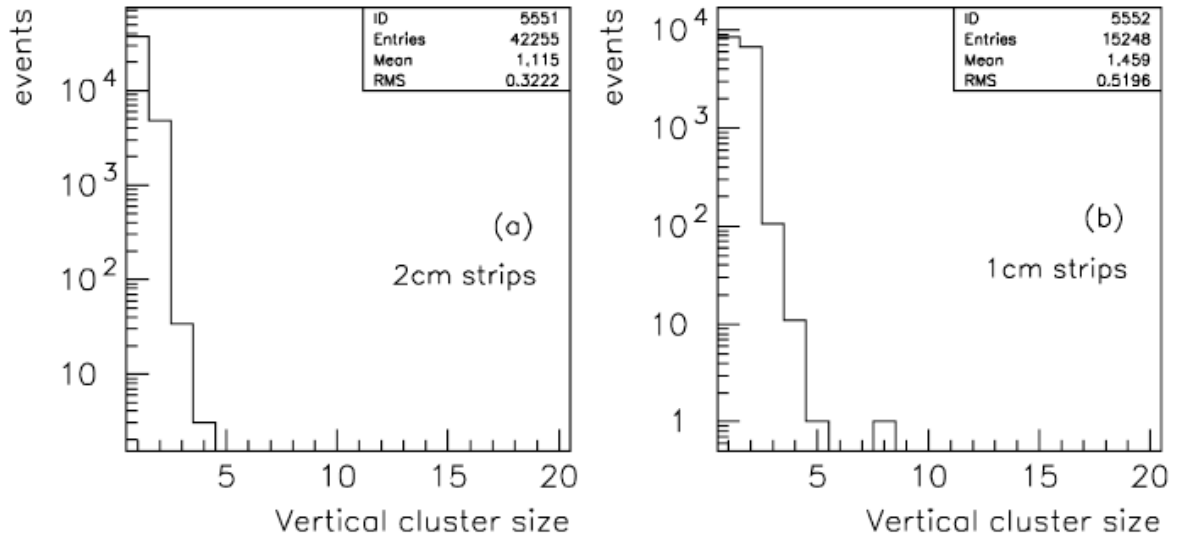 events
ID 5551
Entries 42255
Mean 1.115
RMS 0.3222
10^4
10^3
10^2
10
(a)
2cm strips
5 10 15 20
Vertical cluster size
events
ID 5552
Entries 15248
Mean 1.459
RMS 0.5196
10^4
10^3
10^2
10
1
(b)
1cm strips
5 10 15 20
Vertical cluster size